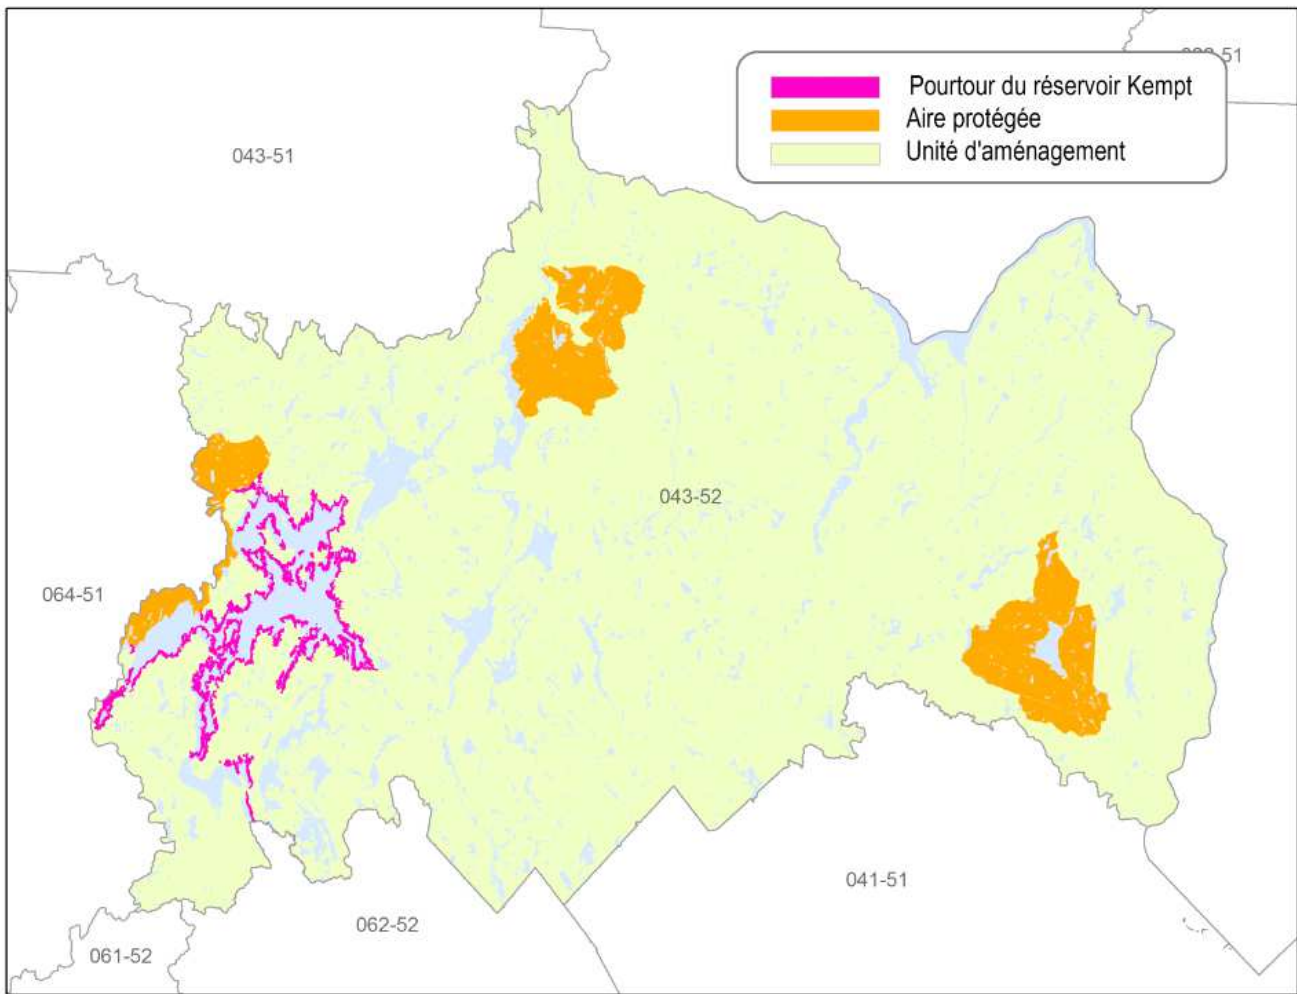 Pourtour du réservoir Kempt
Aire protégée
Unité d'aménagement
043-51
043-52
064-51
041-51
062-52
061-52